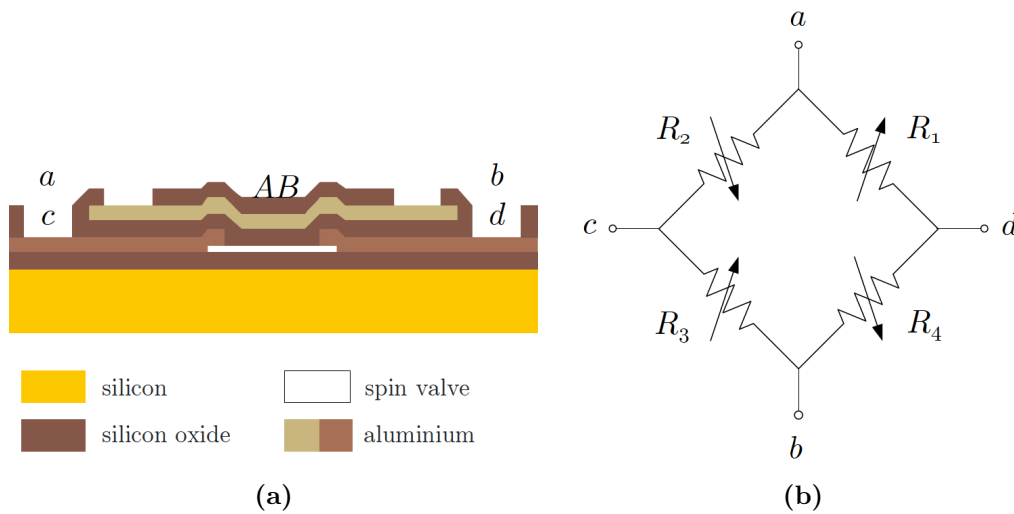 a
AB
b
c
d
silicon
spin valve
silicon oxide
aluminium
(a)
a
R2
R1
c
d
R3
R4
b
(b)